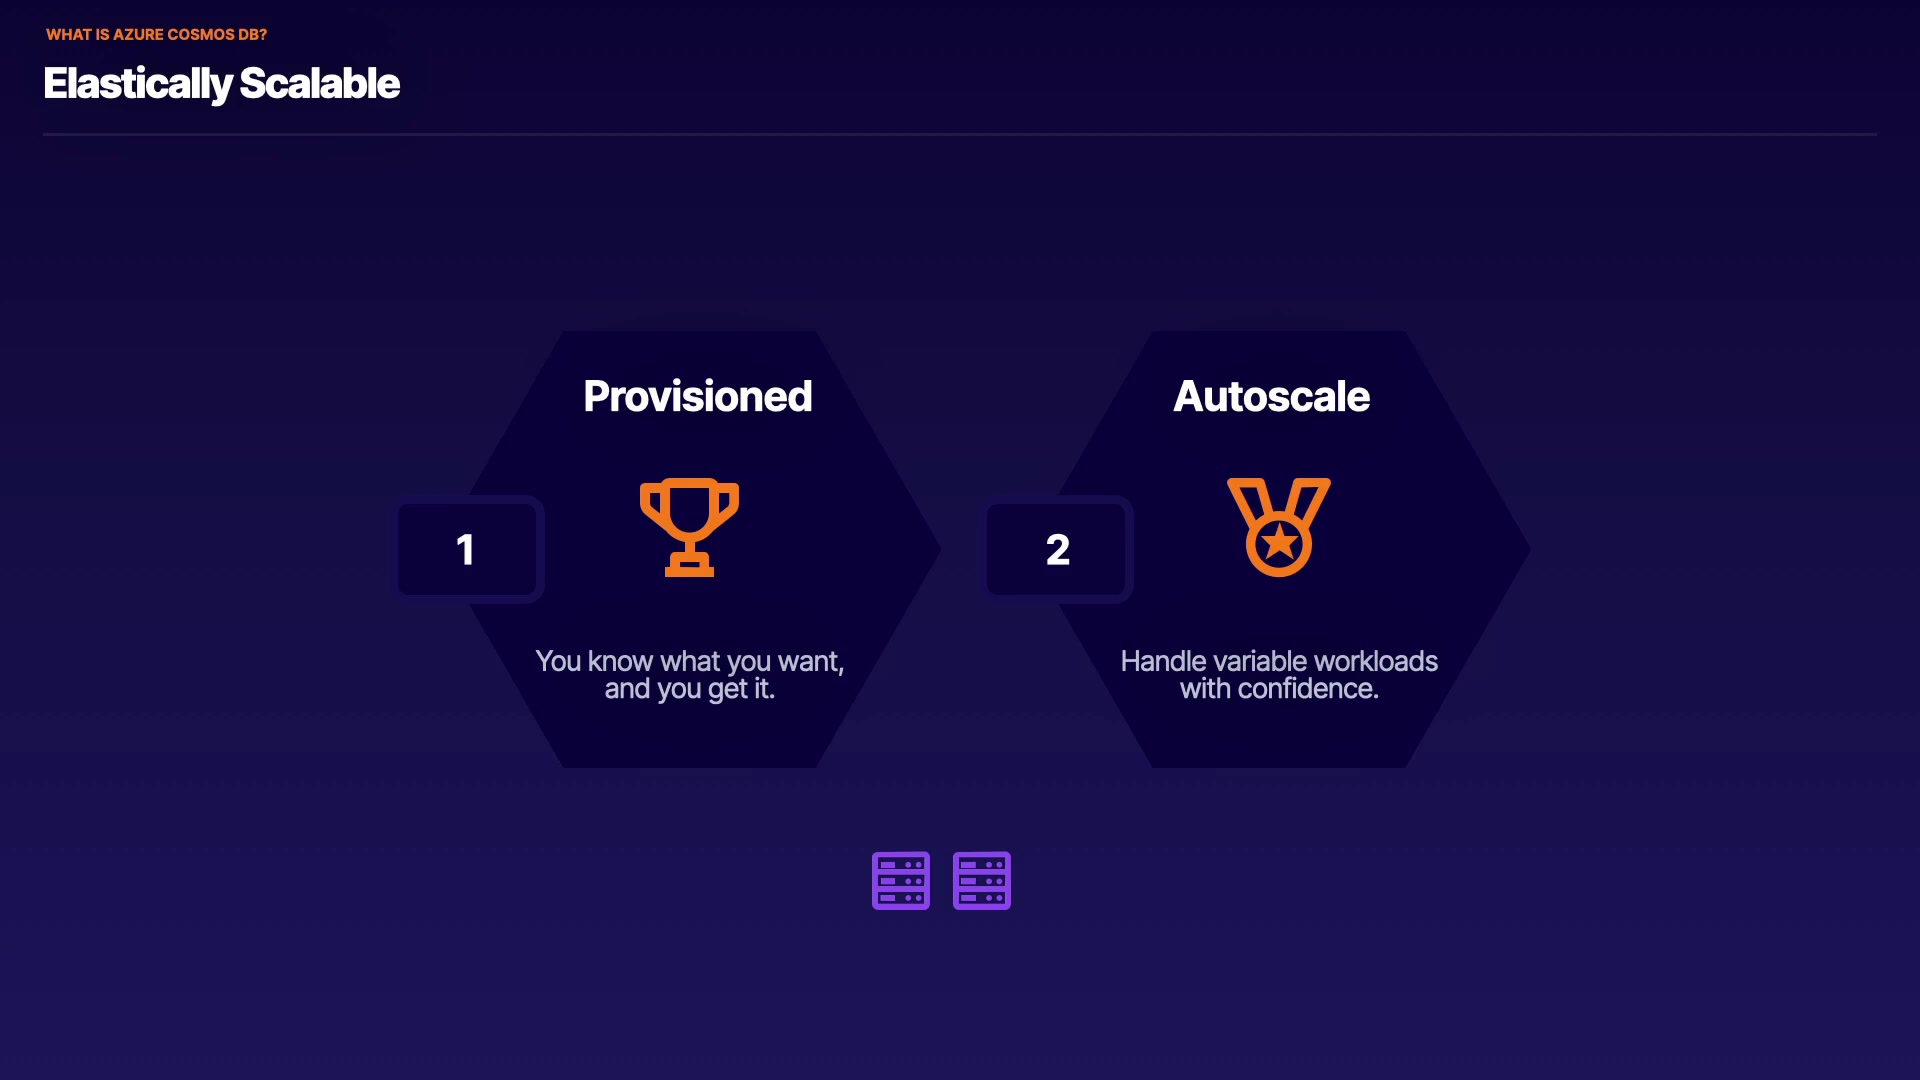 WHAT IS AZURE COSMOS DB?
Elastically Scalable
Provisioned
1
You know what you want,
and you get it.
Autoscale
2
Handle variable workloads
with confidence.